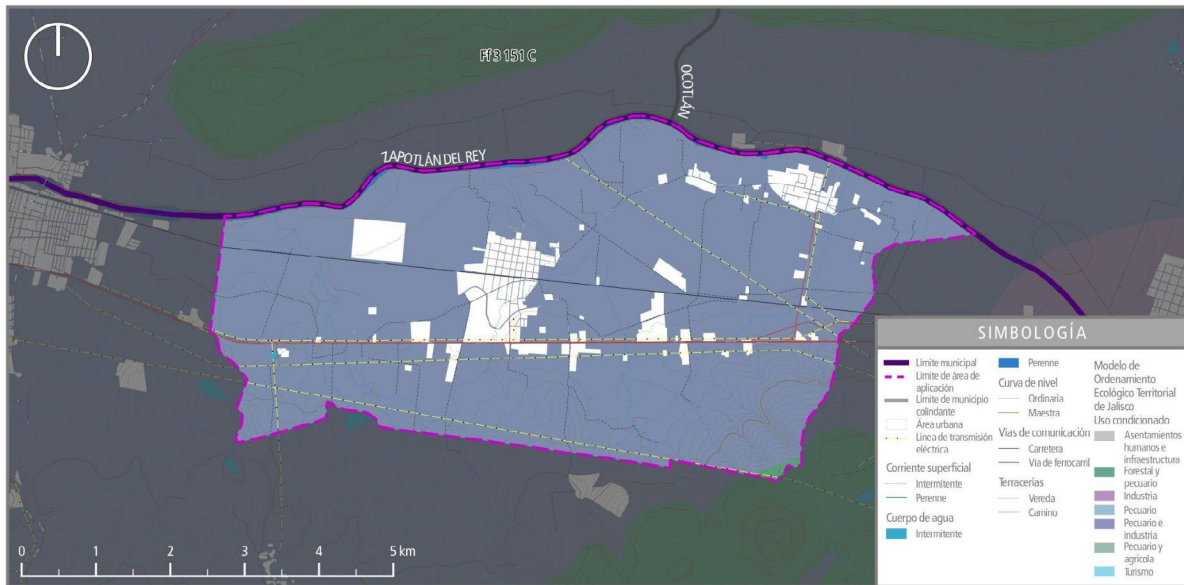 Ff 3 151 C
OCOTLÁN
ZAPOTLÁN DEL REY
0 1 2 3 4 5 km
SIMBOLOGÍA
Límite municipal
Límite de área de
aplicación
Límite de municipio
colindante
Área urbana
Línea de transmisión
eléctrica
Corriente superficial
Intermitente
Perenne
Cuerpo de agua
Intermitente
Perenne
Curva de nivel
Ordinaria
Maestra
Vías de comunicación
Carretera
Vía de ferrocarril
Terracerías
Vereda
Camino
Modelo de
Ordenamiento
Ecológico Territorial
de Jalisco
Uso condicionado
Asentamientos
humanos e
infraestructura
Forestal y
pecuario
Industria
Pecuario
Pecuario e
industria
Pecuario y
agrícola
Turismo